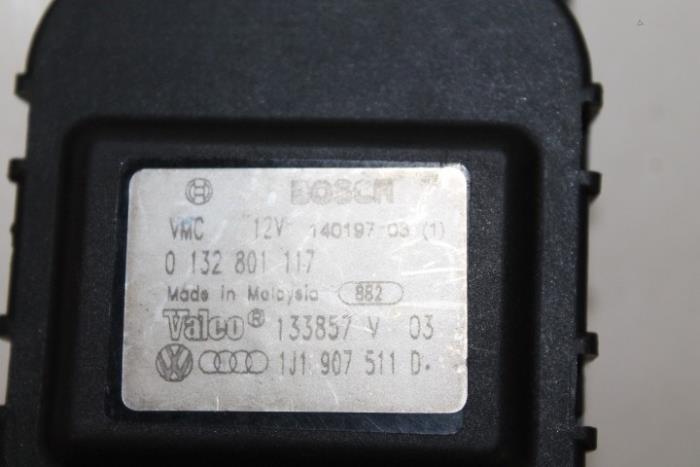 BOSCH
VMC 12V 140197-03 (1)
0 132 801 117
Made in Malaysia 882
Valeo® 133857 V 03
1J1 907 511 D.